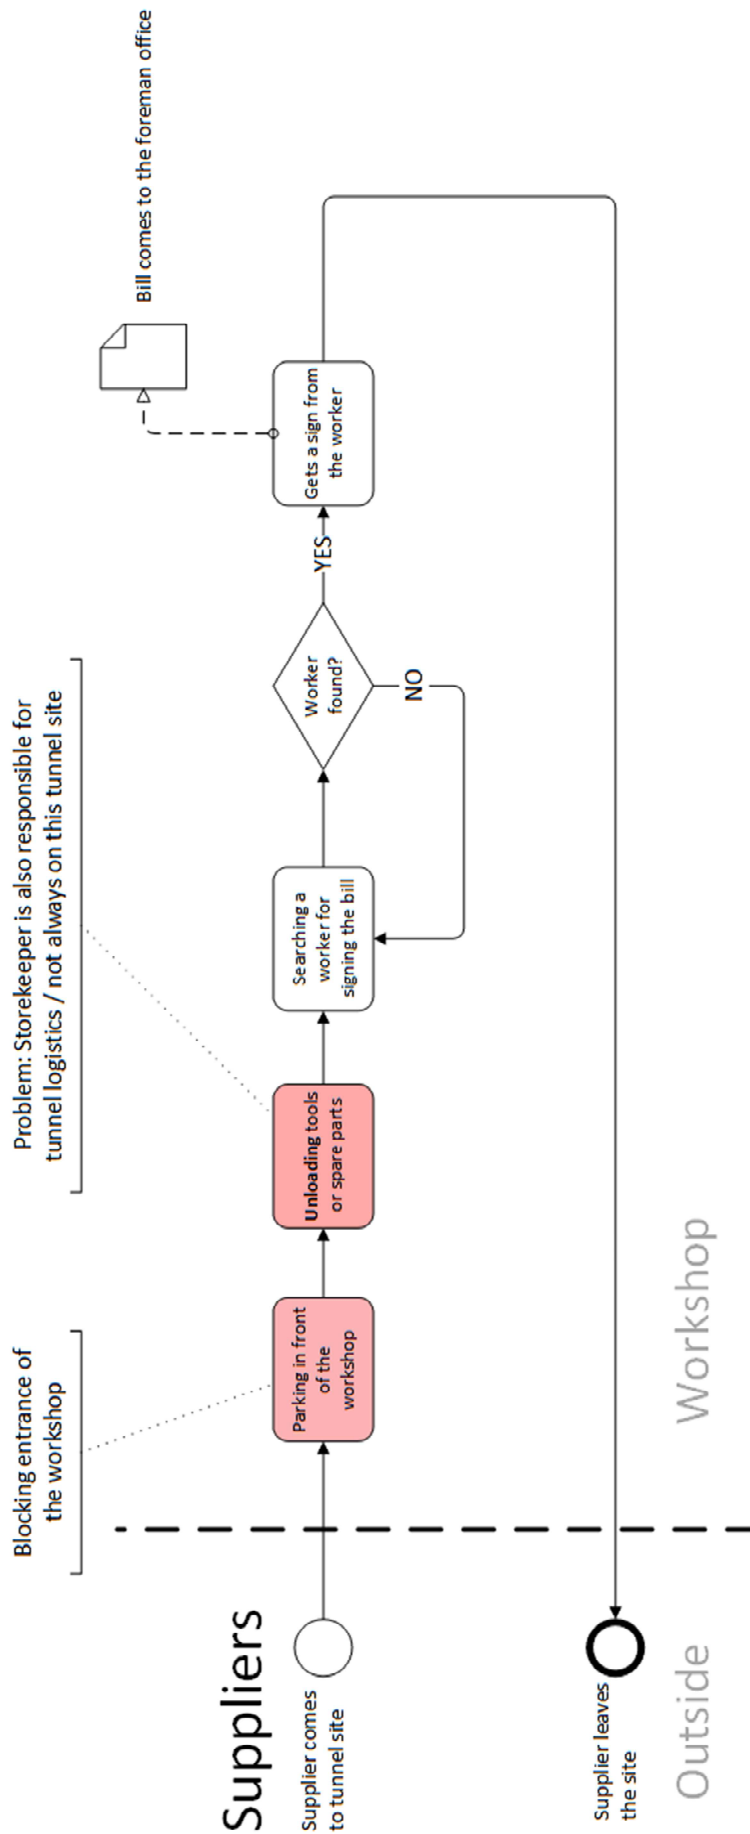 Suppliers
Supplier comes
to tunnel site
Blocking entrance of
the workshop
Parking in front
of the
workshop
Problem: Storekeeper is also responsible for
tunnel logistics / not always on this tunnel site
Unloading tools
or spare parts
Searching a
worker for
signing the bill
Worker
found?
YES
NO
Gets a sign from
the worker
Bill comes to the foreman office
Supplier leaves
the site
Outside
Workshop